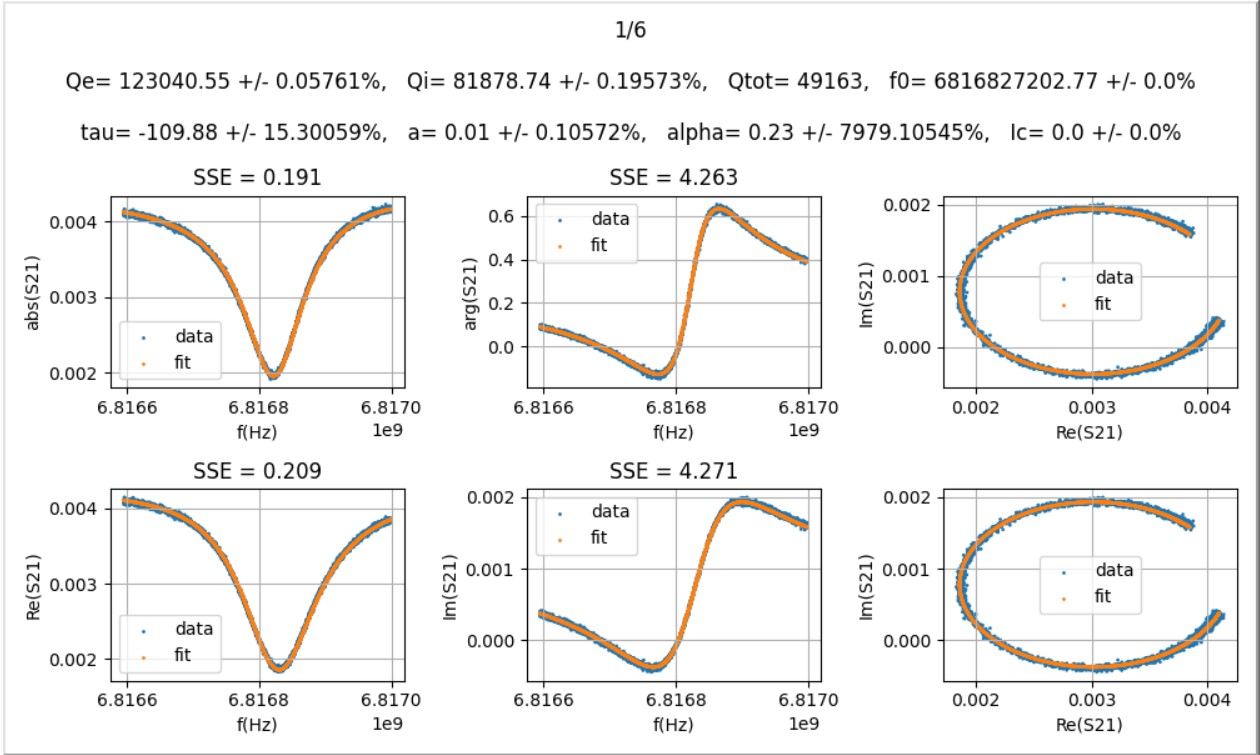 1/6
Qe= 123040.55 +/- 0.05761%,   Qi= 81878.74 +/- 0.19573%,   Qtot= 49163,   f0= 6816827202.77 +/- 0.0%
tau= -109.88 +/- 15.30059%,   a= 0.01 +/- 0.10572%,   alpha= 0.23 +/- 7979.10545%,   Ic= 0.0 +/- 0.0%
SSE = 0.191
abs(S21)
0.004
0.003
0.002
data
fit
6.8166 6.8168 6.8170
f(Hz)
1e9
SSE = 4.263
arg(S21)
0.6
0.4
0.2
0.0
data
fit
6.8166 6.8168 6.8170
f(Hz)
1e9
Im(S21)
0.002
0.001
0.000
data
fit
0.002 0.003 0.004
Re(S21)
SSE = 0.209
Re(S21)
0.004
0.003
0.002
data
fit
6.8166 6.8168 6.8170
f(Hz)
1e9
SSE = 4.271
Im(S21)
0.002
0.001
0.000
data
fit
6.8166 6.8168 6.8170
f(Hz)
1e9
Im(S21)
0.002
0.001
0.000
data
fit
0.002 0.003 0.004
Re(S21)